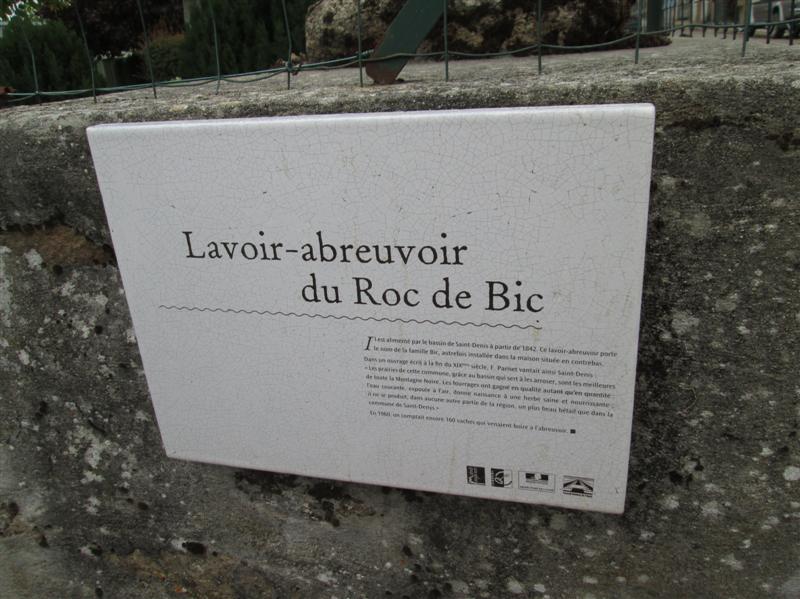 Lavoir-abreuvoir
du Roc de Bic
Il est alimenté par le bassin de Saint-Denis à partir de 1842. Ce lavoir-abreuvoir porte
le nom de la famille Bic, autrefois installée dans la maison située en contrebas.
Dans un ouvrage écrit à la fin du XIXème siècle, F. Pariset vantait ainsi Saint-Denis :
« Les prairies de cette commune, grâce au bassin qui sert à les arroser, sont les meilleures
de toute la Montagne Noire. Les fourrages ont gagné en qualité autant qu'en quantité :
l'eau courante, exposée à l'air, donne naissance à une herbe saine et nourrissante ;
il ne se produit, dans aucune autre partie de la région, un plus beau bétail que dans la
commune de Saint-Denis.»
En 1960, on comptait encore 160 vaches qui venaient boire à l'abreuvoir.